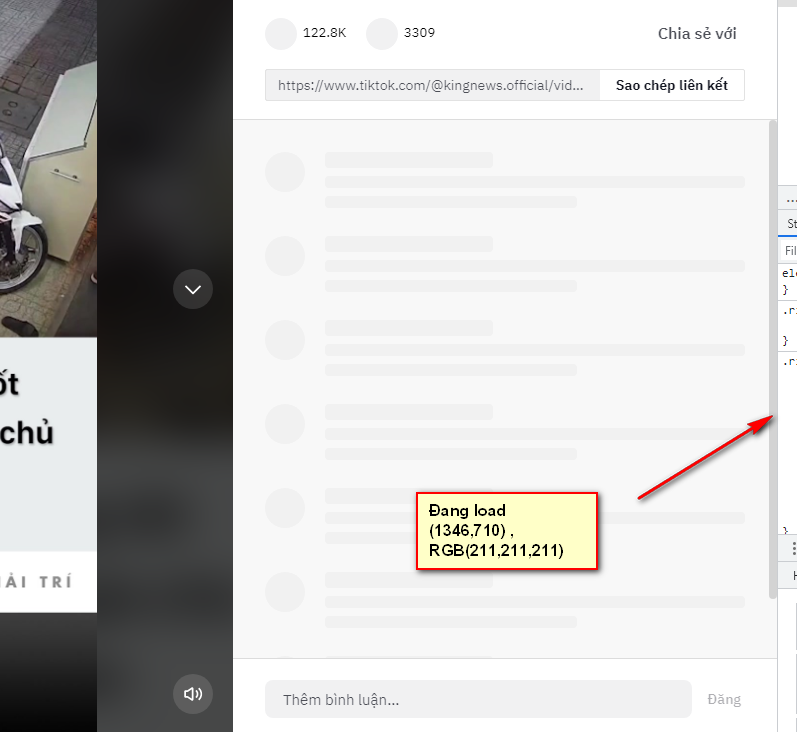 122.8K 3309 Chia sẻ với
https://www.tiktok.com/@kingnews.official/vid... Sao chép liên kết
...
St
Fil
ele
}
}
ốt
chủ
Đang load
(1346,710) ,
RGB(211,211,211)
}
ẢI TRÍ
Thêm bình luận... Đăng